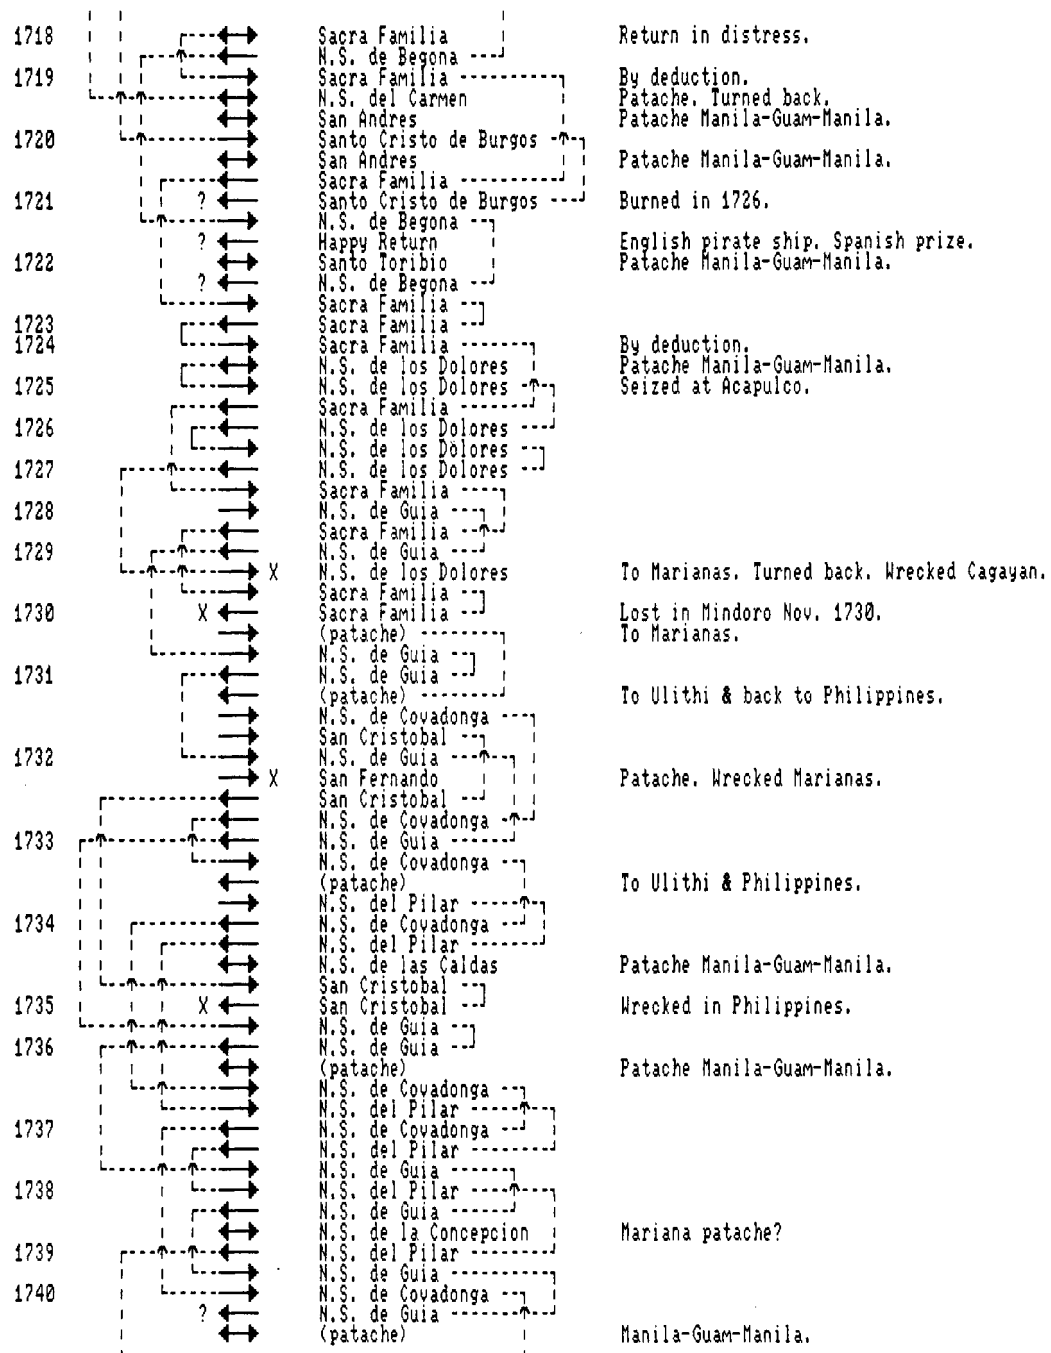 1718 Sacra Familia Return in distress.
N.S. de Begona
1719 Sacra Familia By deduction.
N.S. del Carmen Patache. Turned back.
San Andres Patache Manila-Guam-Manila.
1720 Santo Cristo de Burgos
San Andres Patache Manila-Guam-Manila.
Sacra Familia
1721 ? Santo Cristo de Burgos Burned in 1726.
N.S. de Begona
? Happy Return English pirate ship. Spanish prize.
1722 Santo Toribio Patache Manila-Guam-Manila.
? N.S. de Begona
Sacra Familia
1723 Sacra Familia
1724 Sacra Familia By deduction.
N.S. de los Dolores Patache Manila-Guam-Manila.
1725 N.S. de los Dolores Seized at Acapulco.
Sacra Familia
1726 N.S. de los Dolores
N.S. de los Dolores
1727 N.S. de los Dolores
Sacra Familia
1728 N.S. de Guia
Sacra Familia
1729 N.S. de Guia
X N.S. de los Dolores To Marianas. Turned back. Wrecked Cagayan.
Sacra Familia
1730 X Sacra Familia Lost in Mindoro Nov. 1730.
(patache) To Marianas.
N.S. de Guia
1731 N.S. de Guia
(patache) To Ulithi & back to Philippines.
N.S. de Covadonga
San Cristobal
1732 N.S. de Guia
X San Fernando Patache. Wrecked Marianas.
San Cristobal
N.S. de Covadonga
1733 N.S. de Guia
N.S. de Covadonga
(patache) To Ulithi & Philippines.
N.S. del Pilar
1734 N.S. de Covadonga
N.S. del Pilar
N.S. de las Caldas Patache Manila-Guam-Manila.
San Cristobal
1735 X San Cristobal Wrecked in Philippines.
N.S. de Guia
1736 N.S. de Guia
(patache) Patache Manila-Guam-Manila.
N.S. de Covadonga
N.S. del Pilar
1737 N.S. de Covadonga
N.S. del Pilar
N.S. de Guia
1738 N.S. del Pilar
N.S. de Guia
N.S. de la Concepcion Mariana patache?
1739 N.S. del Pilar
N.S. de Guia
1740 N.S. de Covadonga
? N.S. de Guia
(patache) Manila-Guam-Manila.